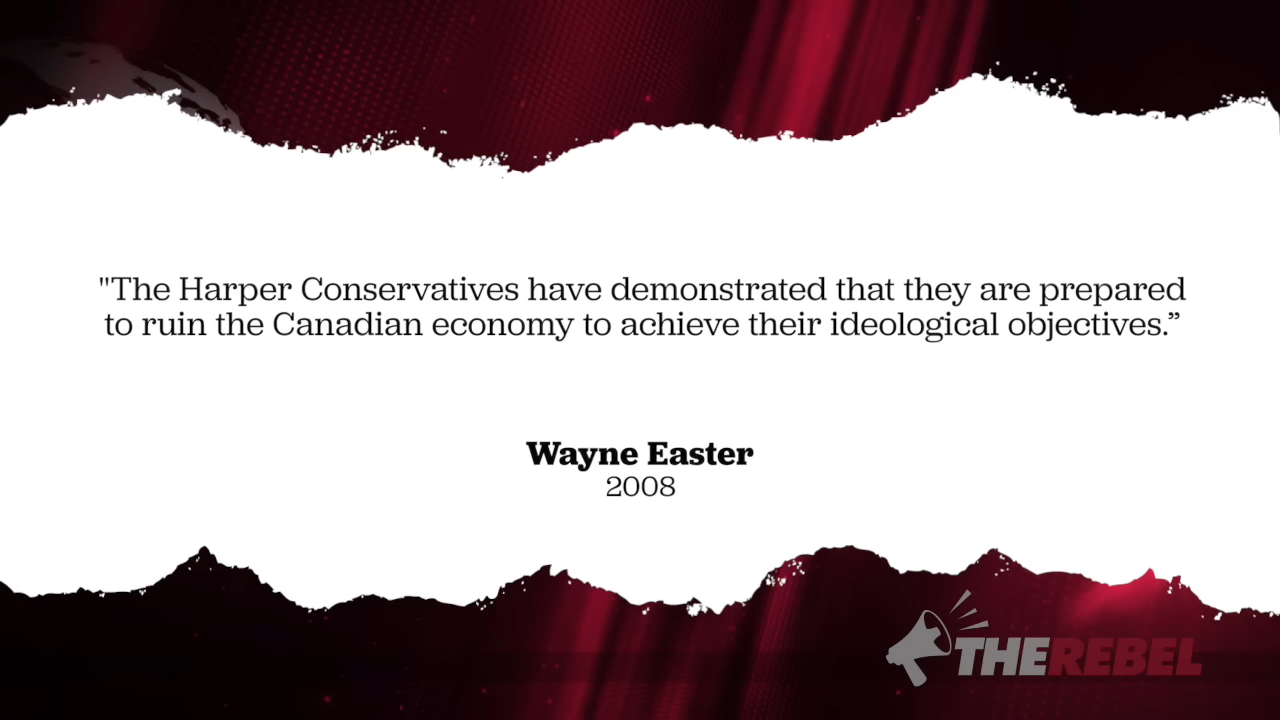 "The Harper Conservatives have demonstrated that they are prepared
to ruin the Canadian economy to achieve their ideological objectives.”
Wayne Easter
2008
THEREBEL